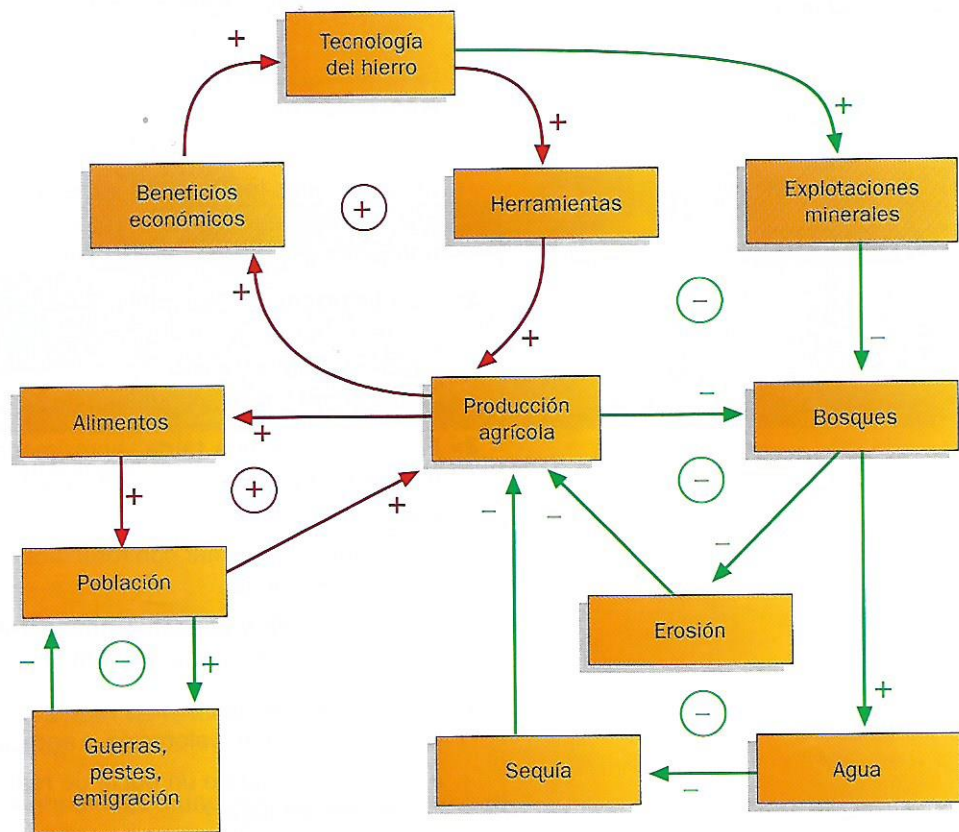 +
Tecnología
del hierro
+
+
Beneficios
económicos
+
Herramientas
Explotaciones
minerales
+
−
+
−
Alimentos
+
Producción
agrícola
−
Bosques
+
+
+
−
−
−
−
Población
Erosión
−
−
+
−
+
Guerras,
pestes,
emigración
Sequía
−
Agua